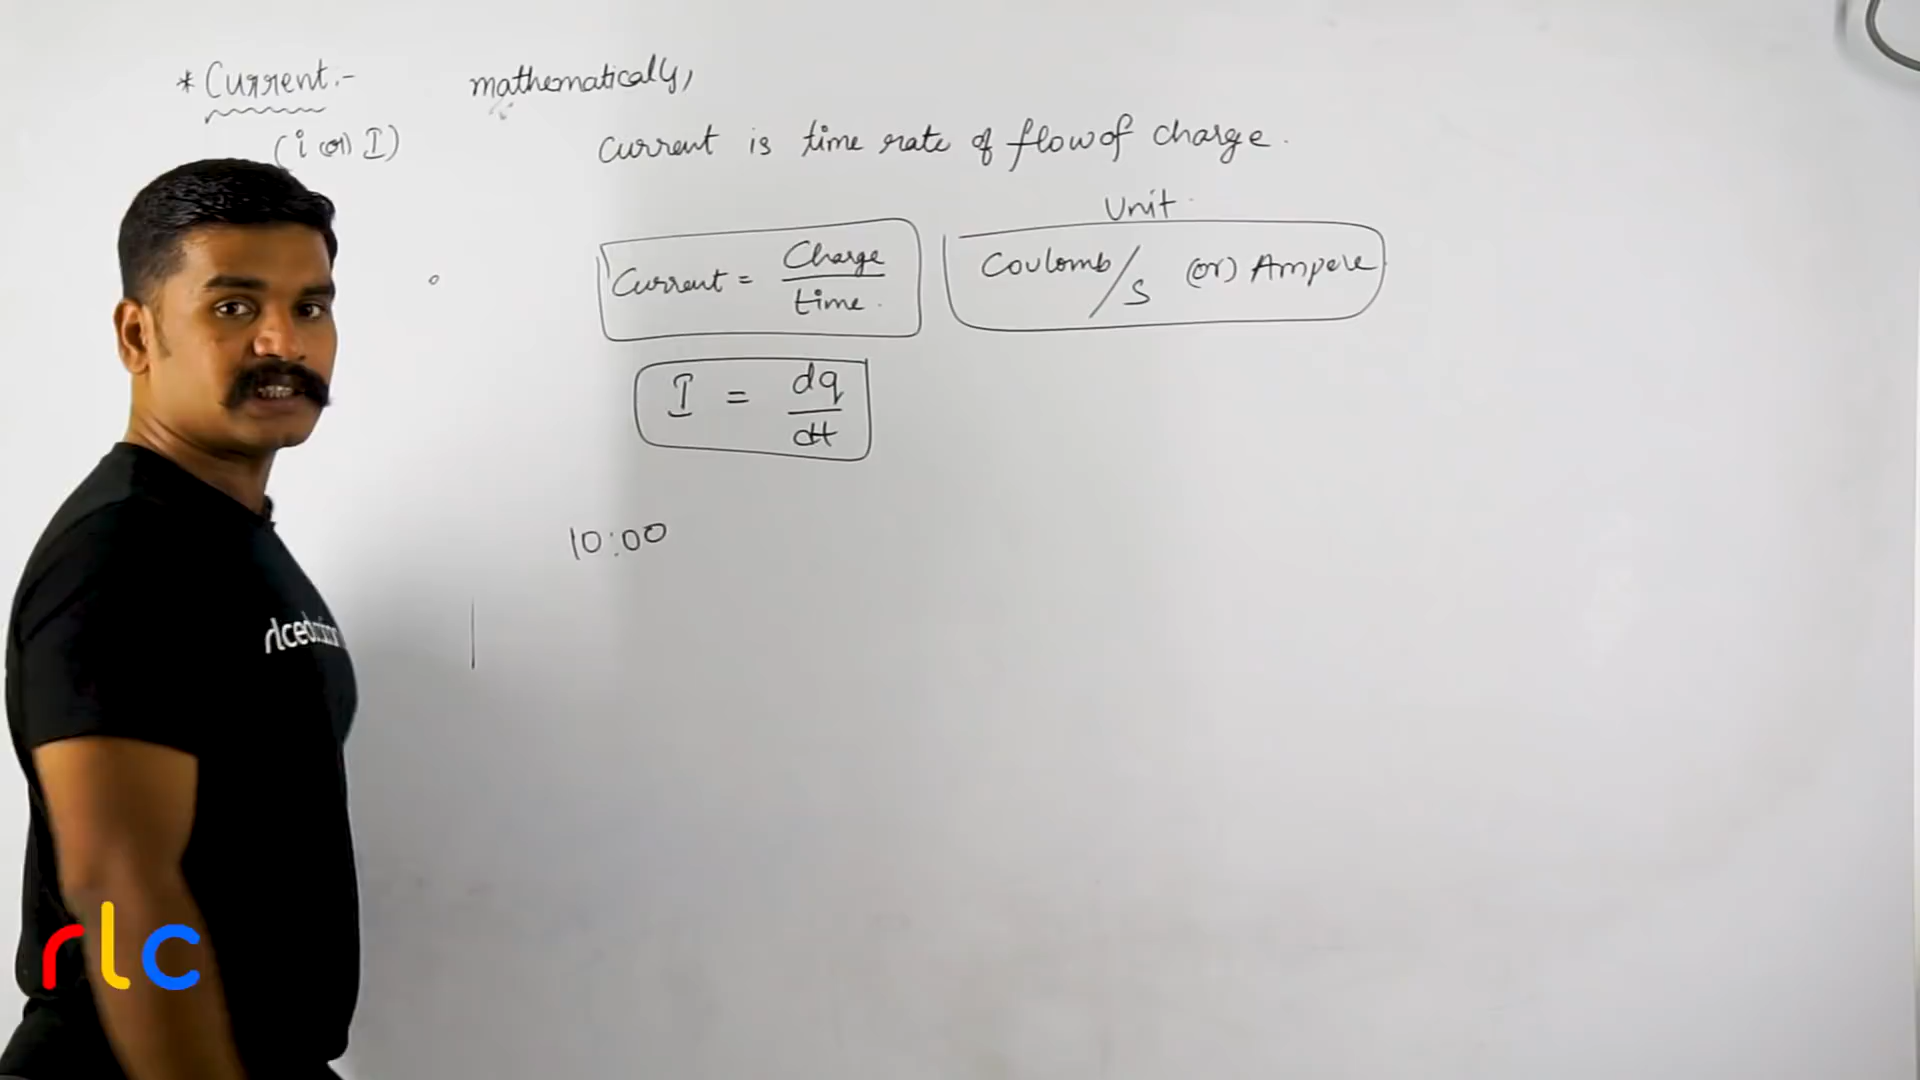 * Current :-
(i (or) I)
mathematically,
Current is time rate of flow of charge.
Unit.
Current = Charge / time.
Coulomb/s (or) Ampere
I = dq / dt
10:00
rlc